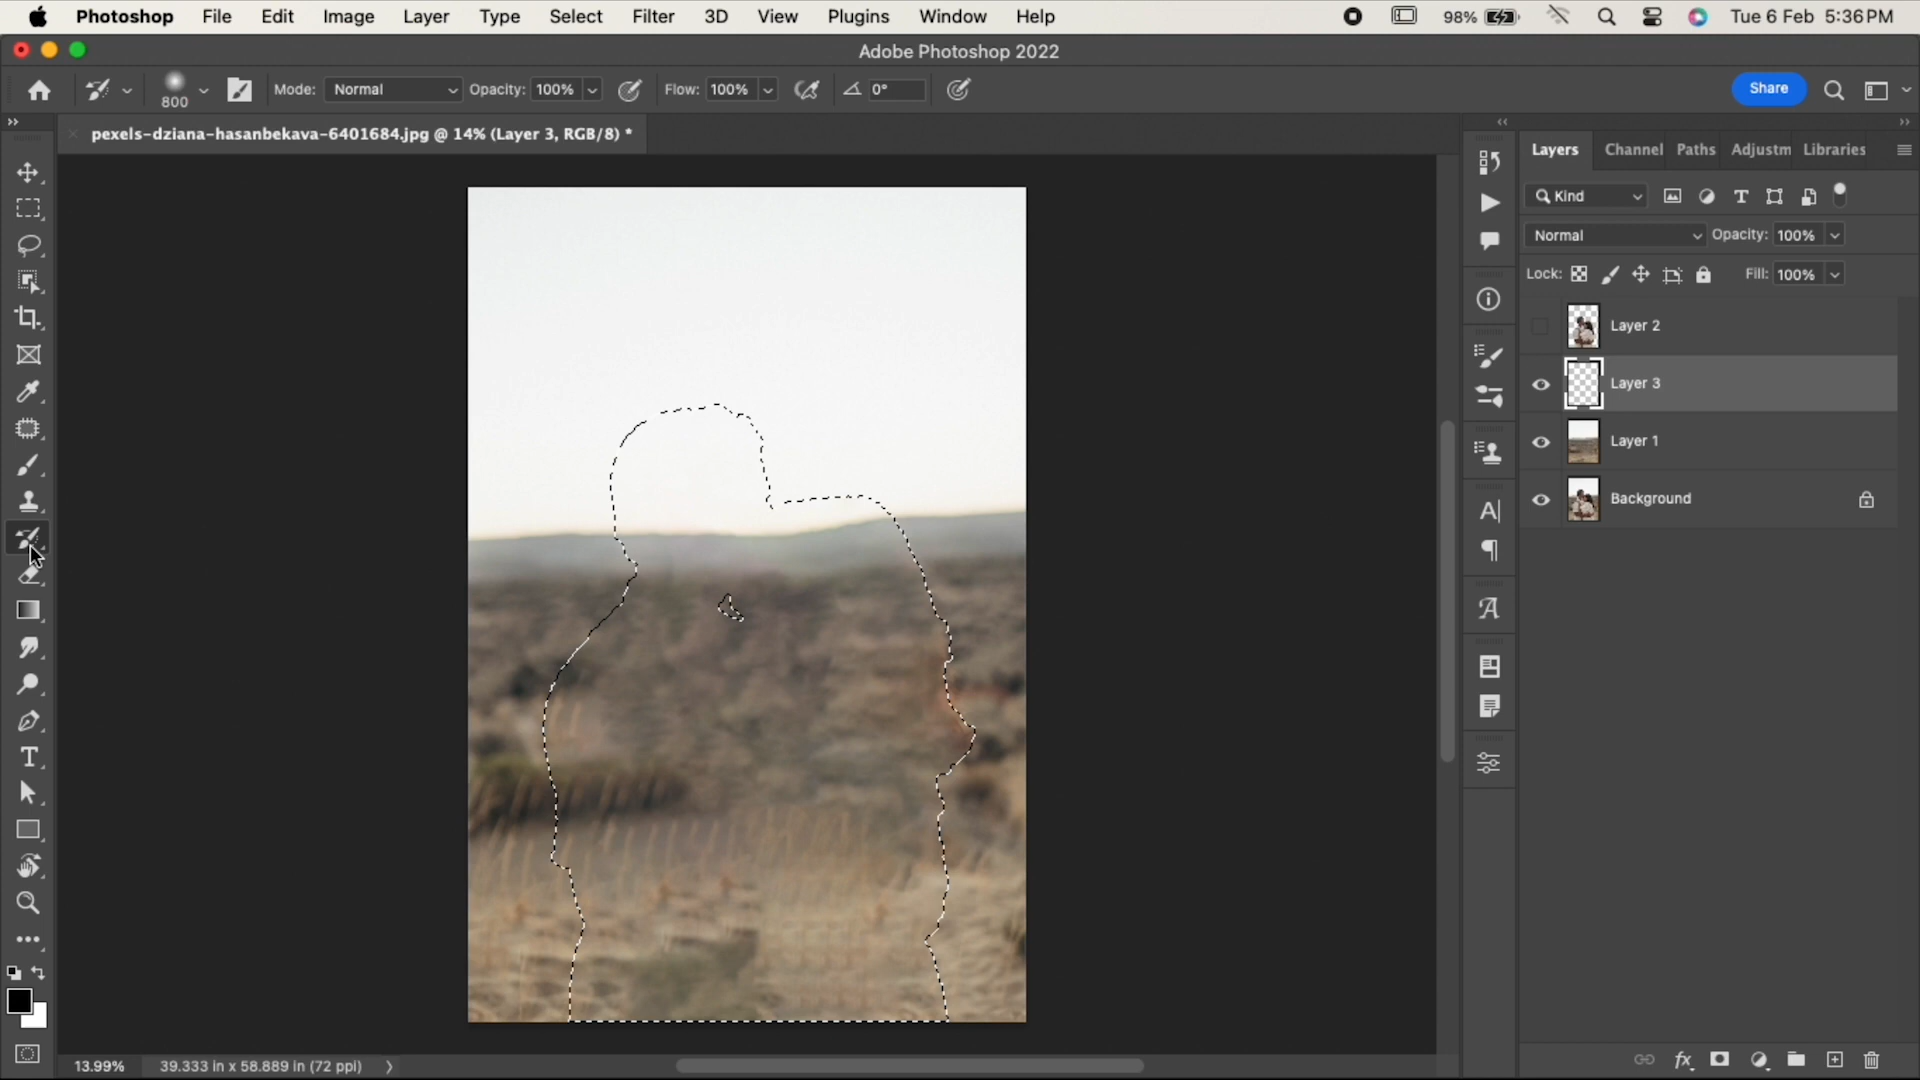 Photoshop File Edit Image Layer Type Select Filter 3D View Plugins Window Help 98% Tue 6 Feb 5:36 PM
Adobe Photoshop 2022
800 Mode: Normal Opacity: 100% Flow: 100% 0° Share
pexels-dziana-hasanbekava-6401684.jpg @ 14% (Layer 3, RGB/8) *
Layers Channel Paths Adjustm Libraries
Kind
Normal Opacity: 100%
Lock: Fill: 100%
Layer 2
Layer 3
Layer 1
Background
13.99% 39.333 in x 58.889 in (72 ppi)